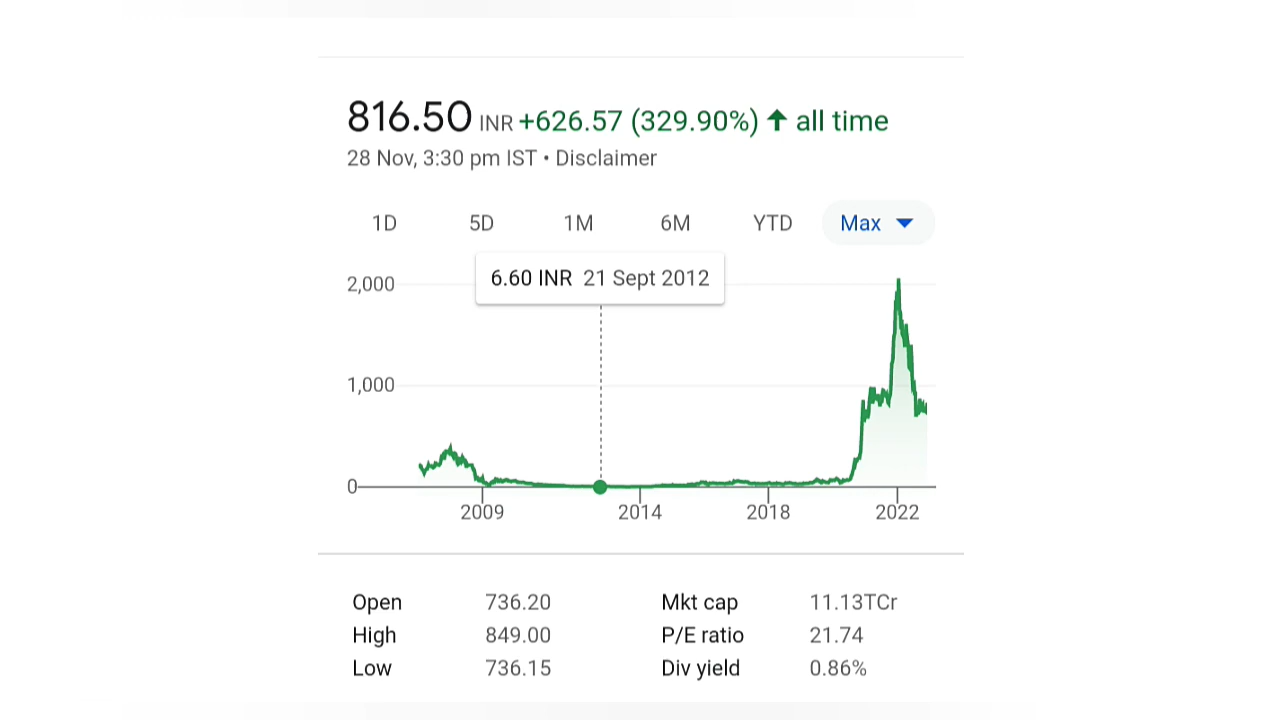 816.50 INR +626.57 (329.90%) ↑ all time
28 Nov, 3:30 pm IST • Disclaimer
1D 5D 1M 6M YTD Max
6.60 INR 21 Sept 2012
2,000
1,000
0
2009 2014 2018 2022
Open 736.20 Mkt cap 11.13TCr
High 849.00 P/E ratio 21.74
Low 736.15 Div yield 0.86%